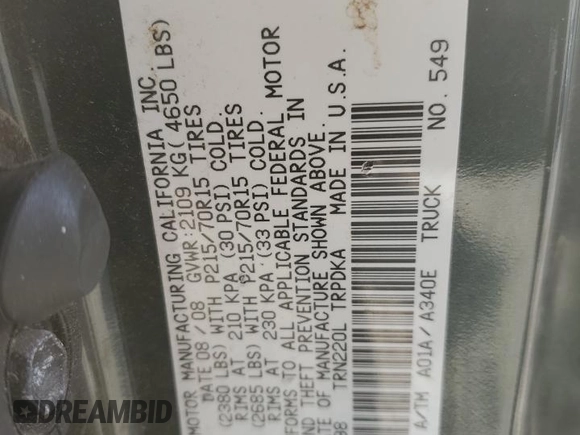 MOTOR MANUFACTURING CALIFORNIA INC.
DATE 08/08 GVWR: 2109 KG( 4650 LBS)
(2380 LBS) WITH P215/70R15 TIRES
RIMS AT 210 KPA (30 PSI) COLD.
(2685 LBS) WITH P215/70R15 TIRES
RIMS AT 230 KPA (33 PSI) COLD.
FORMS TO ALL APPLICABLE FEDERAL MOTOR
ND THEFT PREVENTION STANDARDS IN
TE OF MANUFACTURE SHOWN ABOVE.
98 TRN220L TRPDKA MADE IN U.S.A.
A/TM A01A/A340E TRUCK NO. 549
DREAMBID